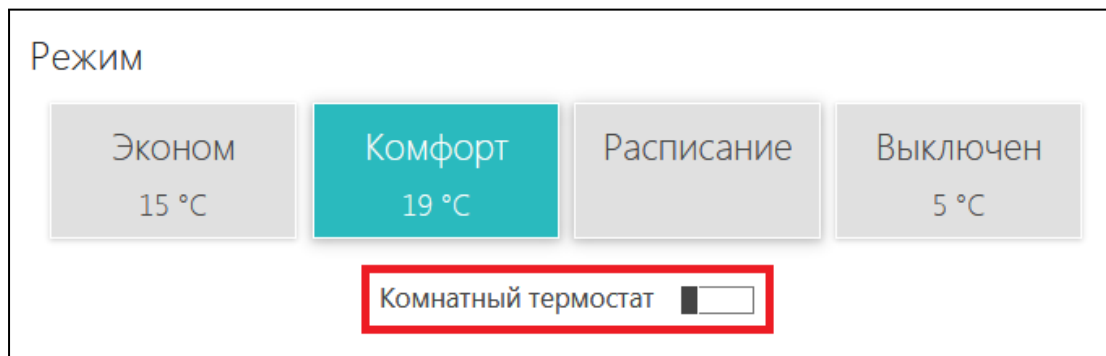 Режим
Эконом Комфорт Расписание Выключен
15 °C 19 °C 5 °C
Комнатный термостат